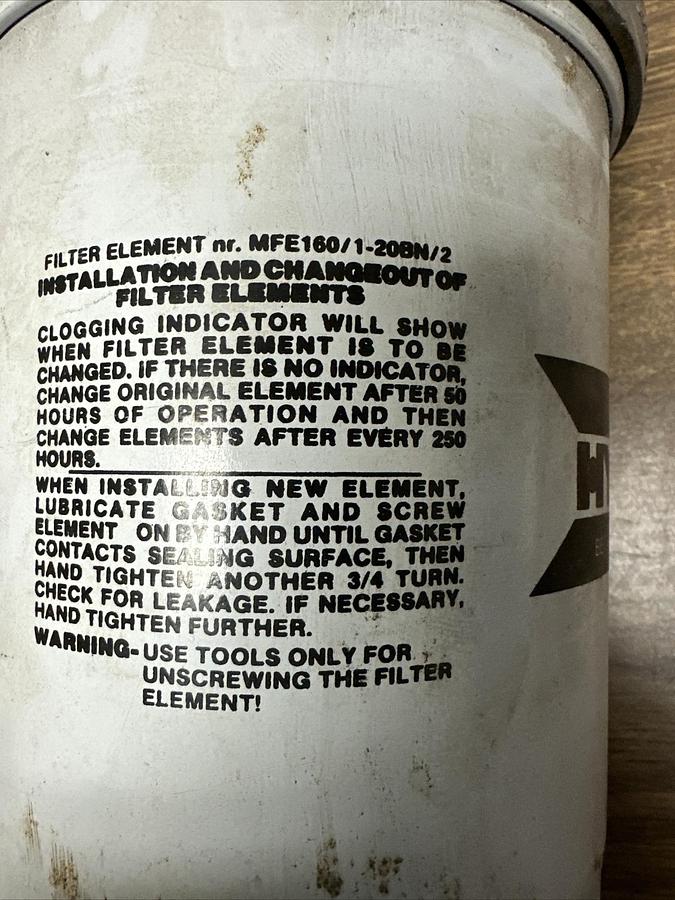 FILTER ELEMENT nr. MFE160/1-20BN/2
INSTALLATION AND CHANGEOUT OF
FILTER ELEMENTS
CLOGGING INDICATOR WILL SHOW
WHEN FILTER ELEMENT IS TO BE
CHANGED. IF THERE IS NO INDICATOR,
CHANGE ORIGINAL ELEMENT AFTER 50
HOURS OF OPERATION AND THEN
CHANGE ELEMENTS AFTER EVERY 250
HOURS.
WHEN INSTALLING NEW ELEMENT,
LUBRICATE GASKET AND SCREW
ELEMENT ON BY HAND UNTIL GASKET
CONTACTS SEALING SURFACE, THEN
HAND TIGHTEN ANOTHER 3/4 TURN.
CHECK FOR LEAKAGE. IF NECESSARY,
HAND TIGHTEN FURTHER.
WARNING-USE TOOLS ONLY FOR
UNSCREWING THE FILTER
ELEMENT!